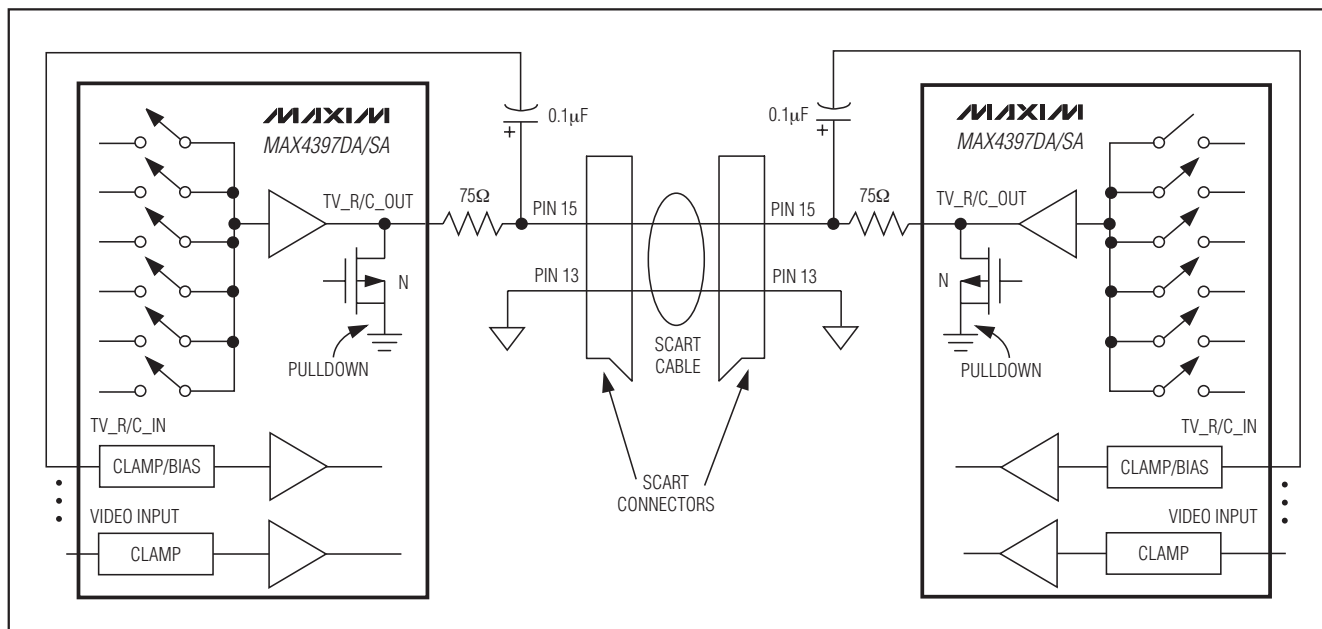 MAXIM
MAX4397DA/SA
TV_R/C_OUT
N
PULLDOWN
TV_R/C_IN
CLAMP/BIAS
VIDEO INPUT
CLAMP
75Ω
0.1µF
+
PIN 15
PIN 13
SCART
CABLE
SCART
CONNECTORS
0.1µF
+
PIN 15
PIN 13
75Ω
MAXIM
MAX4397DA/SA
TV_R/C_OUT
N
PULLDOWN
TV_R/C_IN
CLAMP/BIAS
VIDEO INPUT
CLAMP